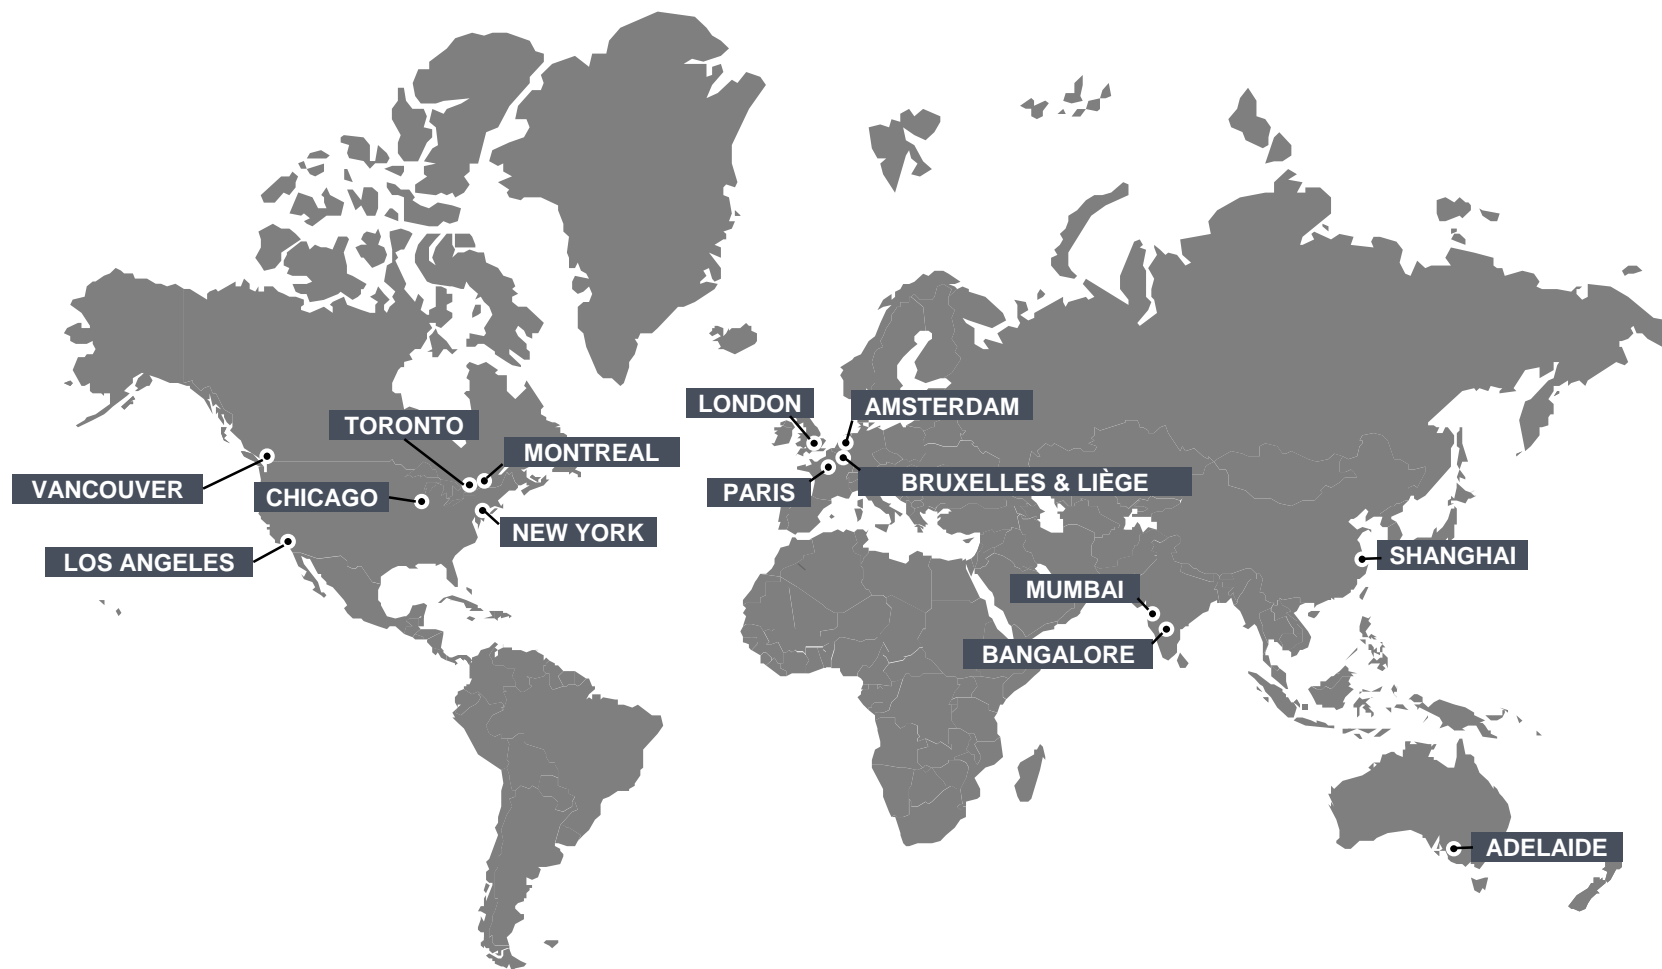 LONDON
AMSTERDAM
TORONTO
MONTREAL
VANCOUVER
CHICAGO
PARIS
BRUXELLES & LIÈGE
NEW YORK
LOS ANGELES
SHANGHAI
MUMBAI
BANGALORE
ADELAIDE